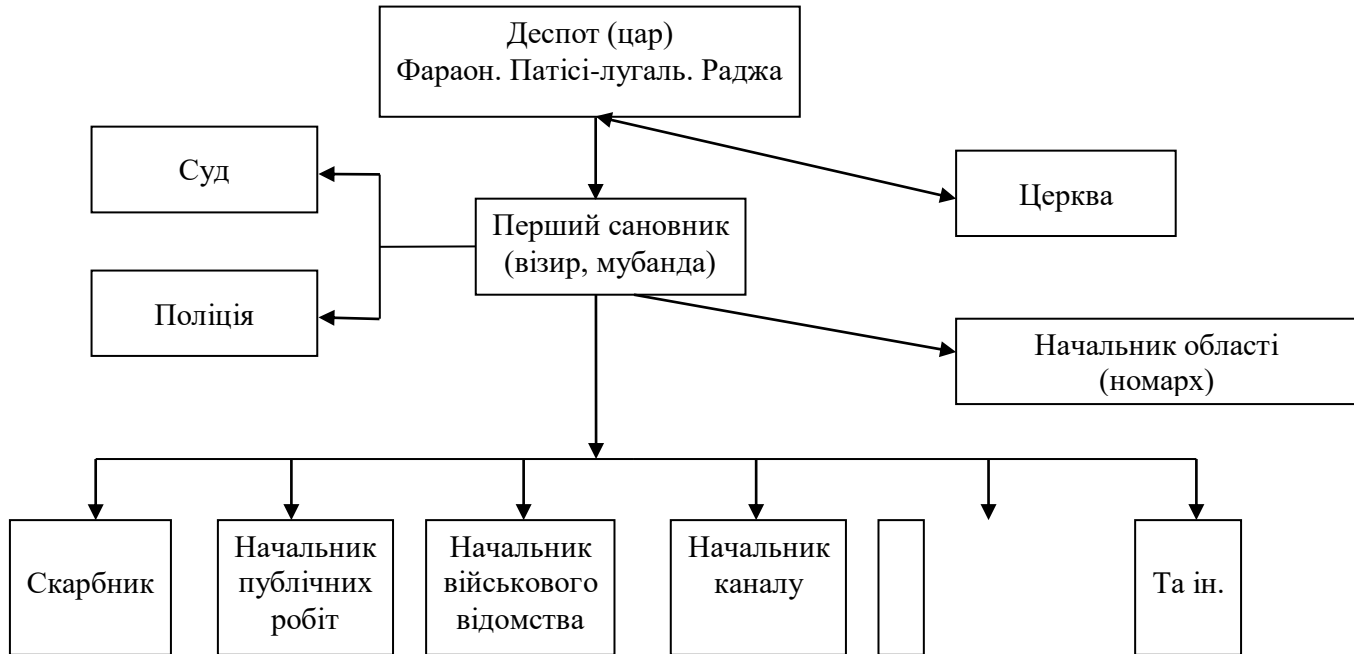 Деспот (цар)
Фараон. Патісі-лугаль. Раджа
Суд
Церква
Перший сановник
(візир, мубанда)
Поліція
Начальник області
(номарх)
Скарбник
Начальник
публічних
робіт
Начальник
військового
відомства
Начальник
каналу
Та ін.